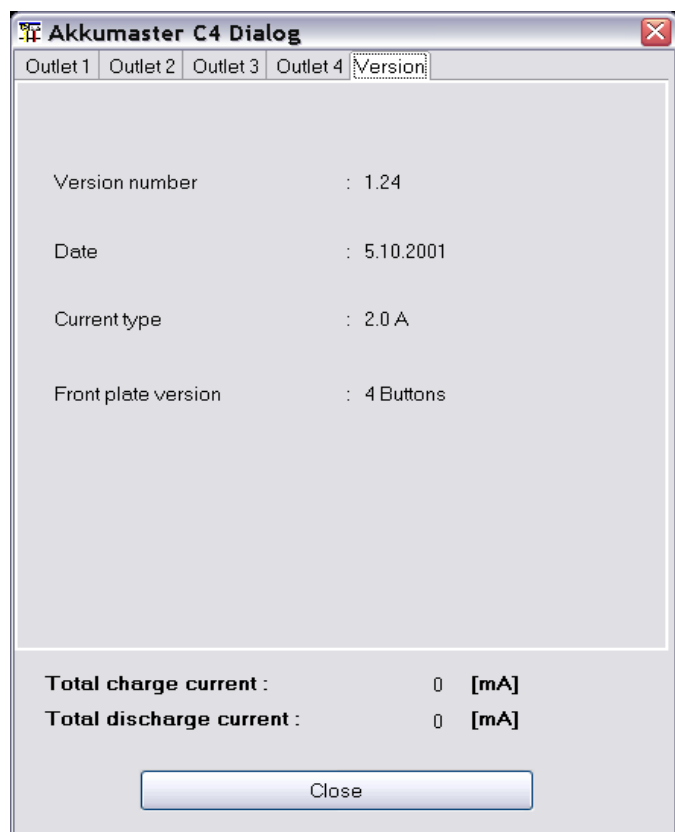 Akkumaster C4 Dialog
Outlet 1 Outlet 2 Outlet 3 Outlet 4 Version
Version number : 1.24
Date : 5.10.2001
Current type : 2.0 A
Front plate version : 4 Buttons
Total charge current : 0 [mA]
Total discharge current : 0 [mA]
Close